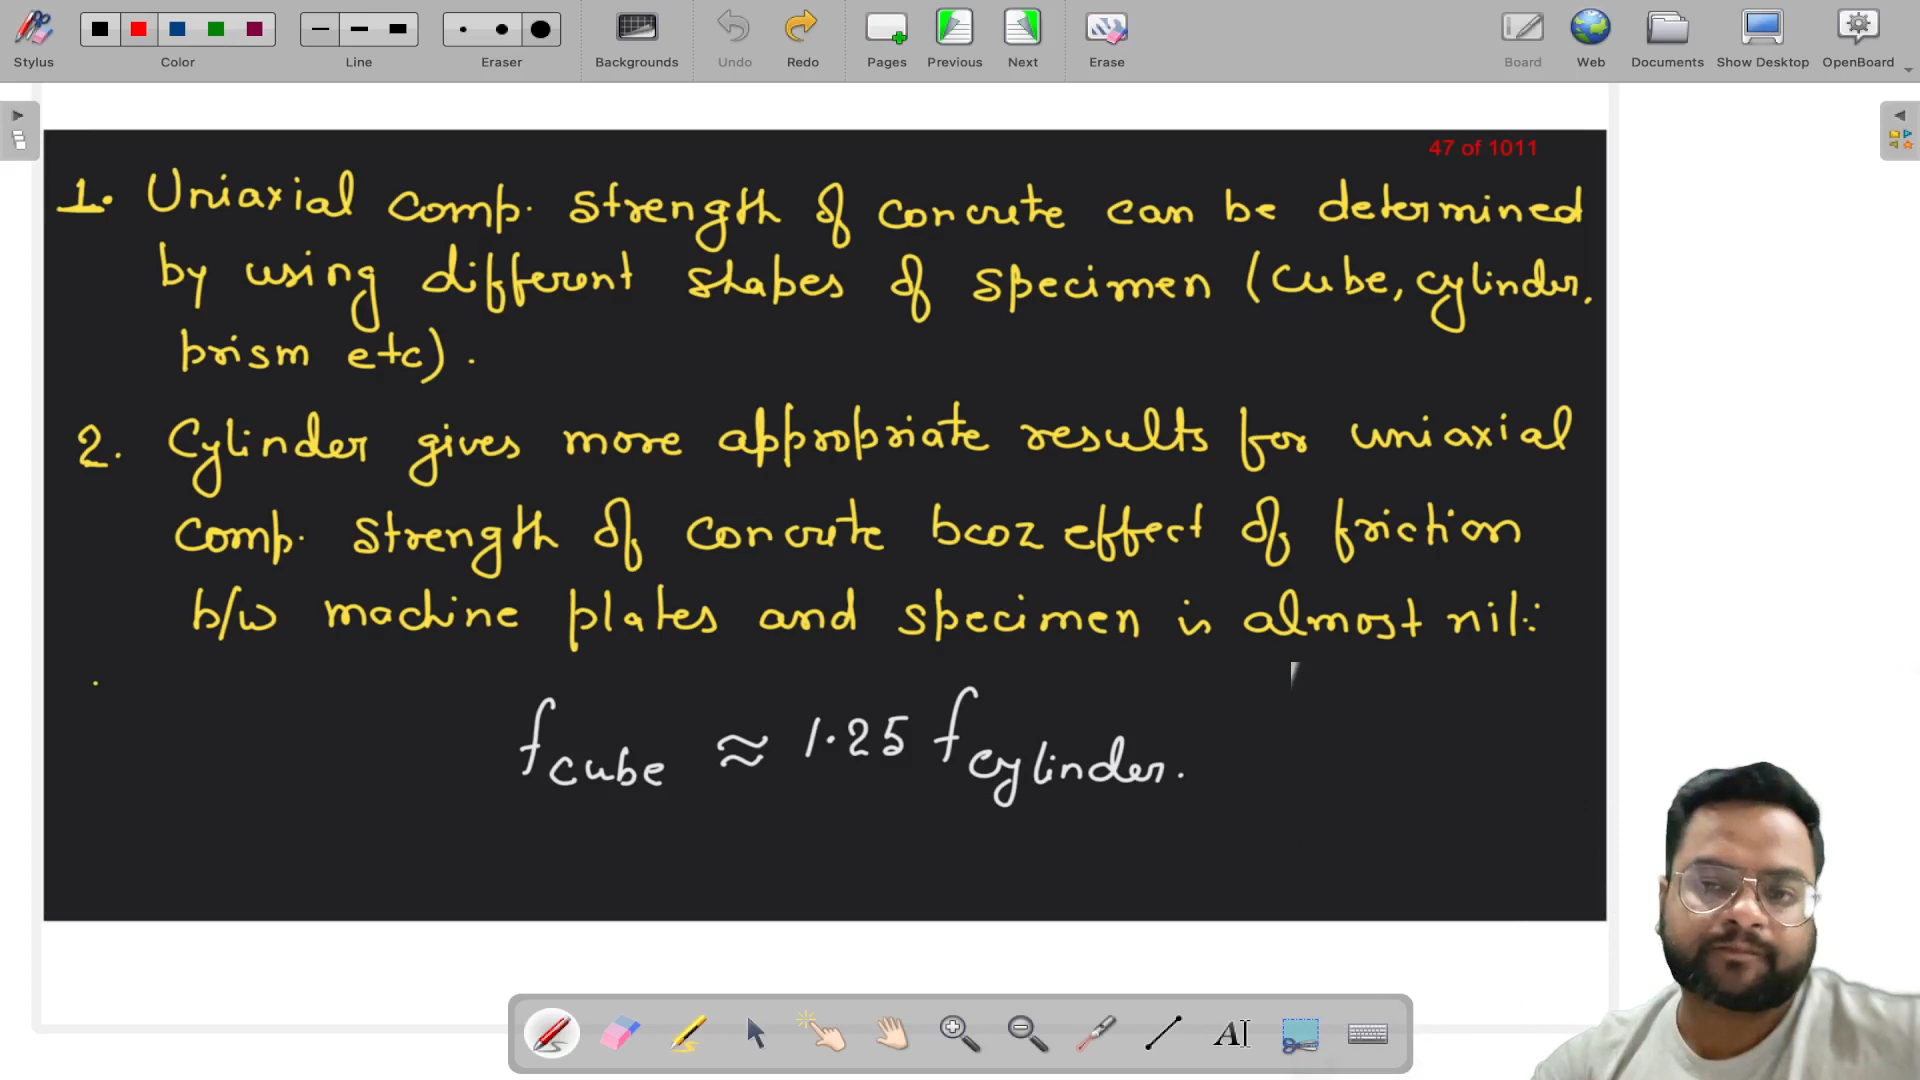 Stylus
Color
Line
Eraser
Backgrounds
Undo
Redo
Pages
Previous
Next
Erase
Board
Web
Documents
Show Desktop
OpenBoard
47 of 1011
1. Uniaxial comp. strength of concrete can be determined
by using different shapes of specimen (cube, cylinder,
prism etc).
2. Cylinder gives more appropriate results for uniaxial
comp. strength of concrete bcoz effect of friction
b/w machine plates and specimen is almost nil.
f cube ≈ 1.25 f cylinder.
AI